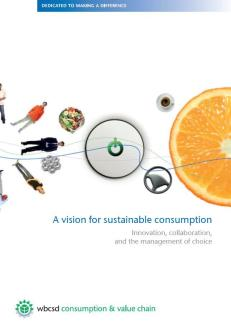 DEDICATED TO MAKING A DIFFERENCE
A vision for sustainable consumption
Innovation, collaboration,
and the management of choice
wbcsd consumption & value chain